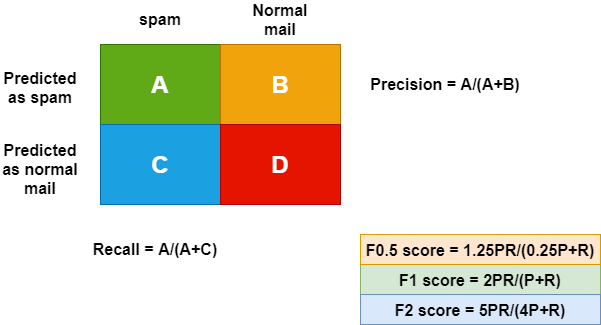 spam
Normal
mail
Predicted
as spam
A
B
Precision = A/(A+B)
Predicted
as normal
mail
C
D
Recall = A/(A+C)
F0.5 score = 1.25PR/(0.25P+R)
F1 score = 2PR/(P+R)
F2 score = 5PR/(4P+R)